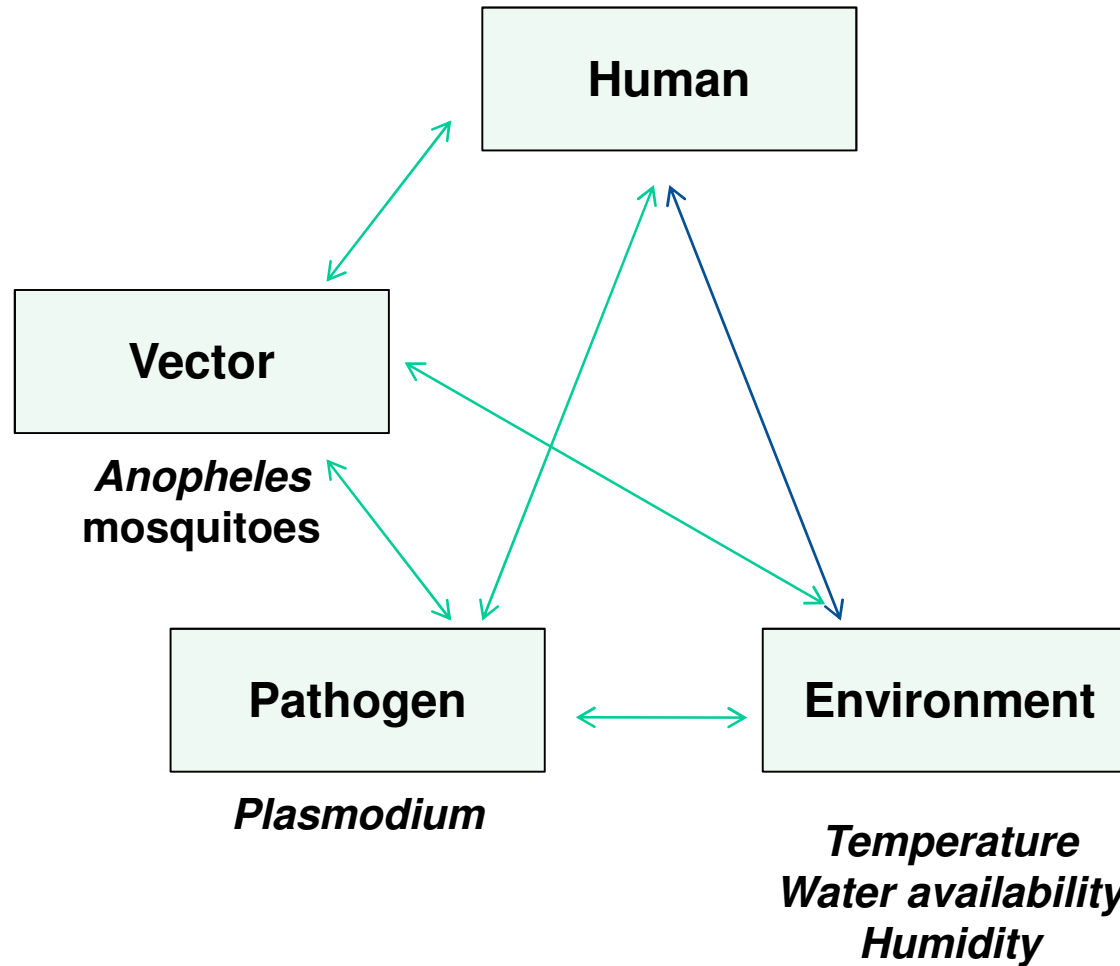 Human
Vector
Anopheles
mosquitoes
Pathogen
Environment
Plasmodium
Temperature
Water availability
Humidity